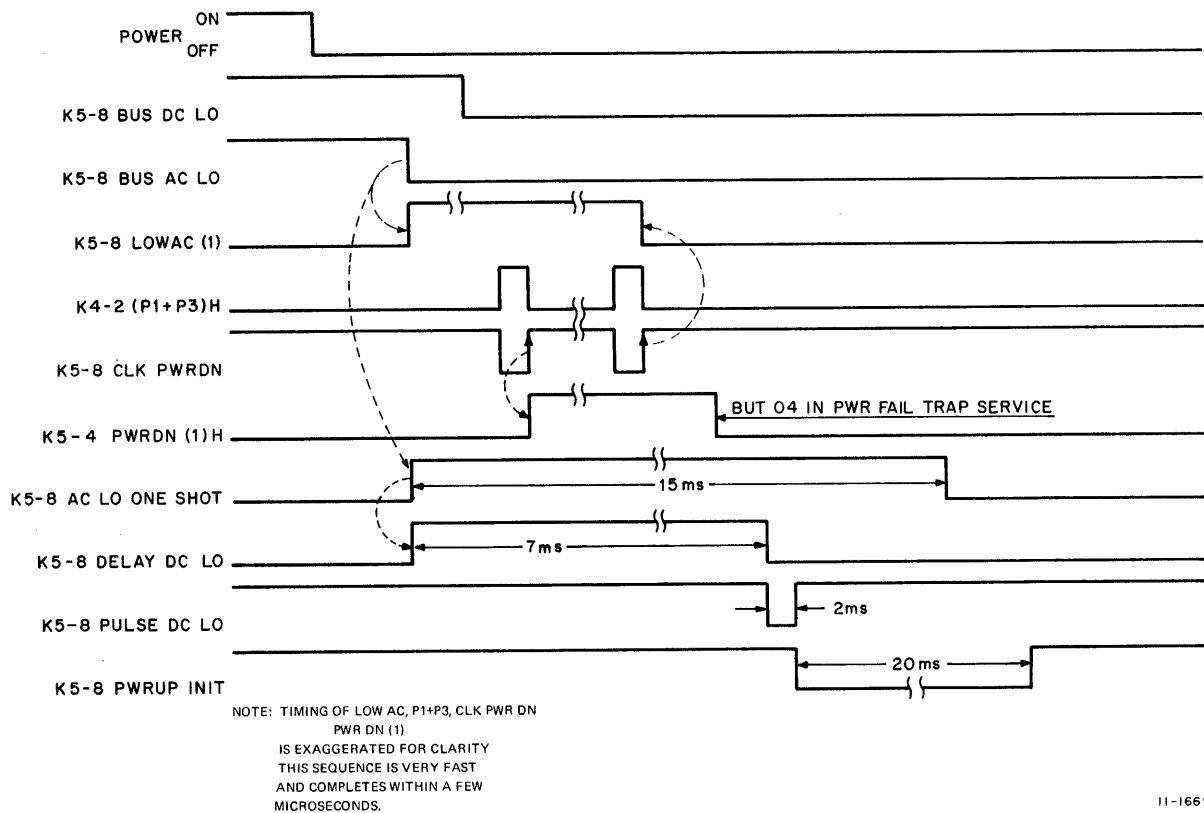 ON
POWER
OFF
K5-8 BUS DC LO
K5-8 BUS AC LO
K5-8 LOWAC (1)
K4-2 (P1+P3)H
K5-8 CLK PWRDN
BUT 04 IN PWR FAIL TRAP SERVICE
K5-4 PWRDN (1) H
K5-8 AC LO ONE SHOT
15 ms
K5-8 DELAY DC LO
7ms
K5-8 PULSE DC LO
2ms
K5-8 PWRUP INIT
20 ms
NOTE: TIMING OF LOW AC, P1+P3, CLK PWR DN
PWR DN (1)
IS EXAGGERATED FOR CLARITY
THIS SEQUENCE IS VERY FAST
AND COMPLETES WITHIN A FEW
MICROSECONDS.